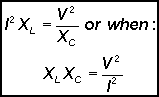 I² X_L = V² / X_C or when:
X_L X_C = V² / I²